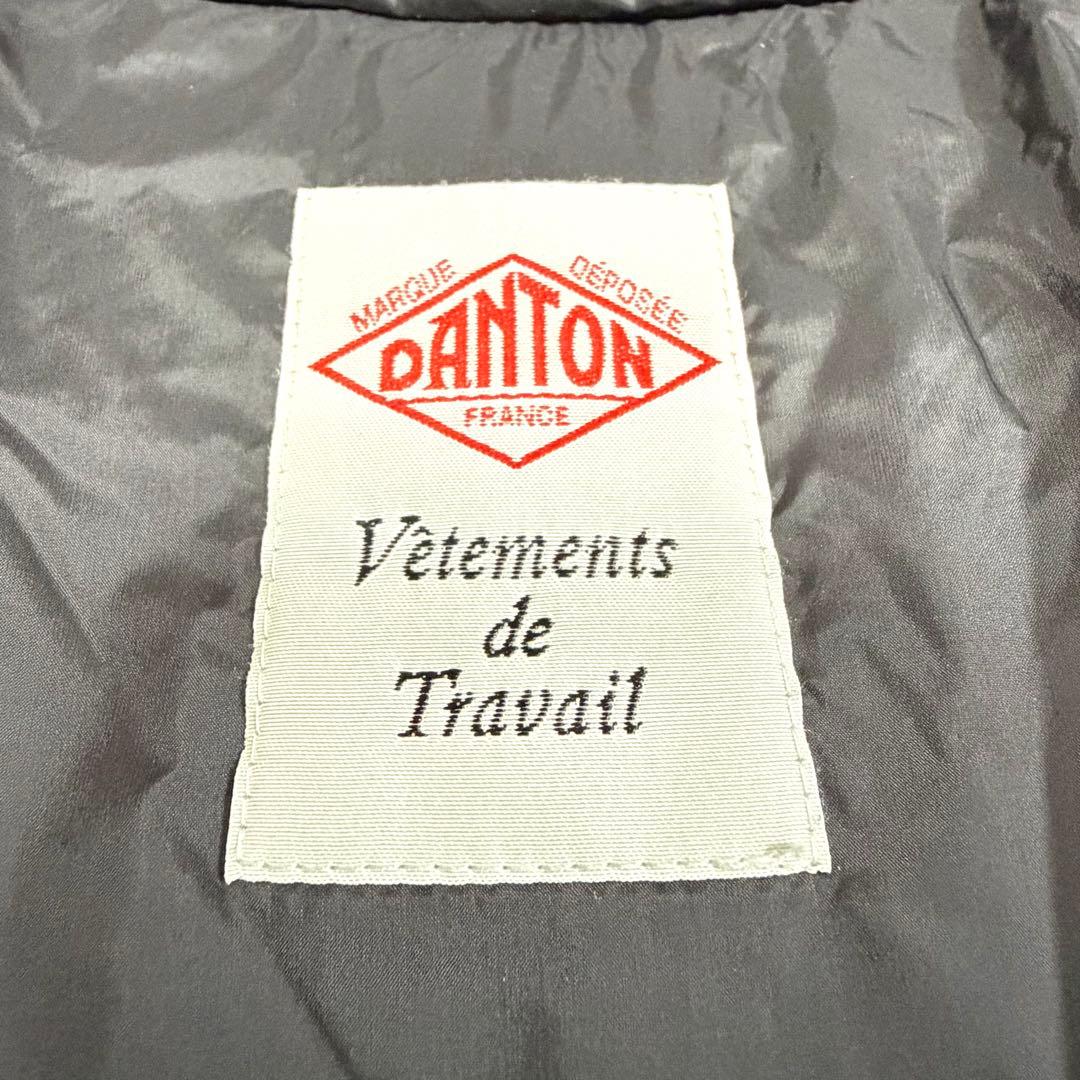 MARQUE DÉPOSÉE
DANTON
FRANCE
Vêtements
de
Travail